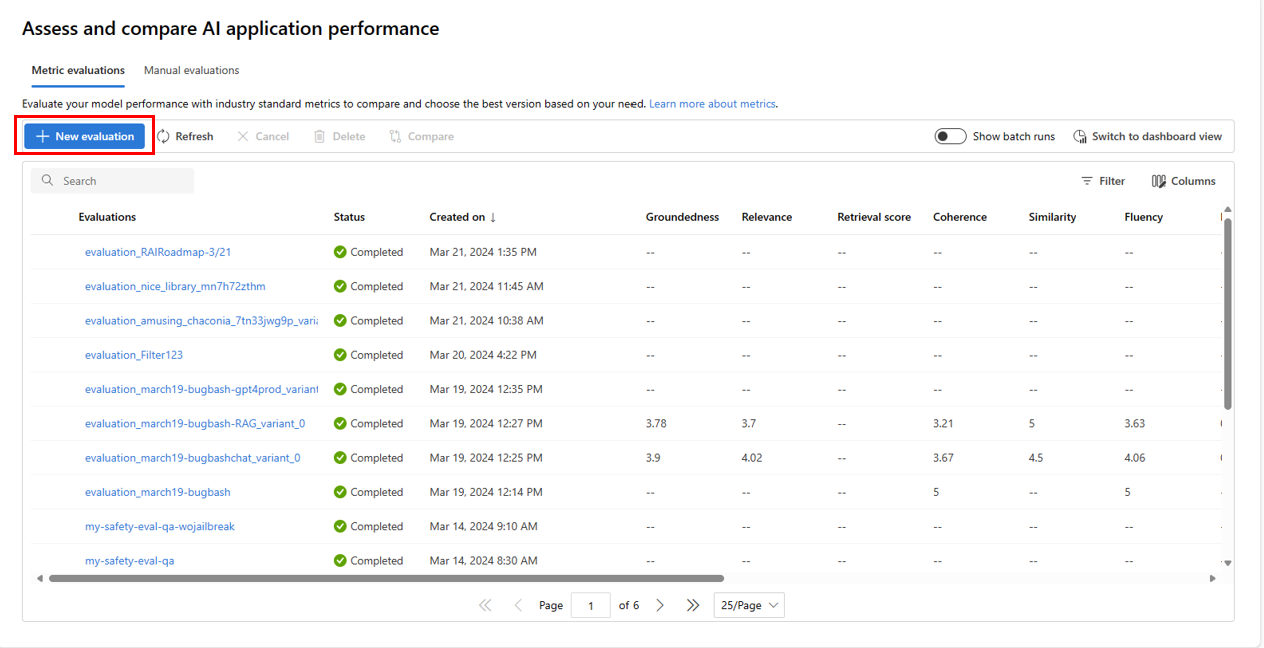 Assess and compare AI application performance
Metric evaluations Manual evaluations
Evaluate your model performance with industry standard metrics to compare and choose the best version based on your need. Learn more about metrics.
New evaluation Refresh Cancel Delete Compare Show batch runs Switch to dashboard view
Search Filter Columns
Evaluations Status Created on ↓ Groundedness Relevance Retrieval score Coherence Similarity Fluency
evaluation_RAIRoadmap-3/21 Completed Mar 21, 2024 1:35 PM -- -- -- -- -- --
evaluation_nice_library_mn7h72zthm Completed Mar 21, 2024 11:45 AM -- -- -- -- -- --
evaluation_amusing_chaconia_7tn33jwg9p_varia Completed Mar 21, 2024 10:38 AM -- -- -- -- -- --
evaluation_Filter123 Completed Mar 20, 2024 4:22 PM -- -- -- -- -- --
evaluation_march19-bugbash-gpt4prod_variant Completed Mar 19, 2024 12:35 PM -- -- -- -- -- --
evaluation_march19-bugbash-RAG_variant_0 Completed Mar 19, 2024 12:27 PM 3.78 3.7 -- 3.21 5 3.63
evaluation_march19-bugbashchat_variant_0 Completed Mar 19, 2024 12:25 PM 3.9 4.02 -- 3.67 4.5 4.06
evaluation_march19-bugbash Completed Mar 19, 2024 12:14 PM -- -- -- 5 -- 5
my-safety-eval-qa-wojailbreak Completed Mar 14, 2024 9:10 AM -- -- -- -- -- --
my-safety-eval-qa Completed Mar 14, 2024 8:30 AM -- -- -- -- -- --
Page 1 of 6 25/Page